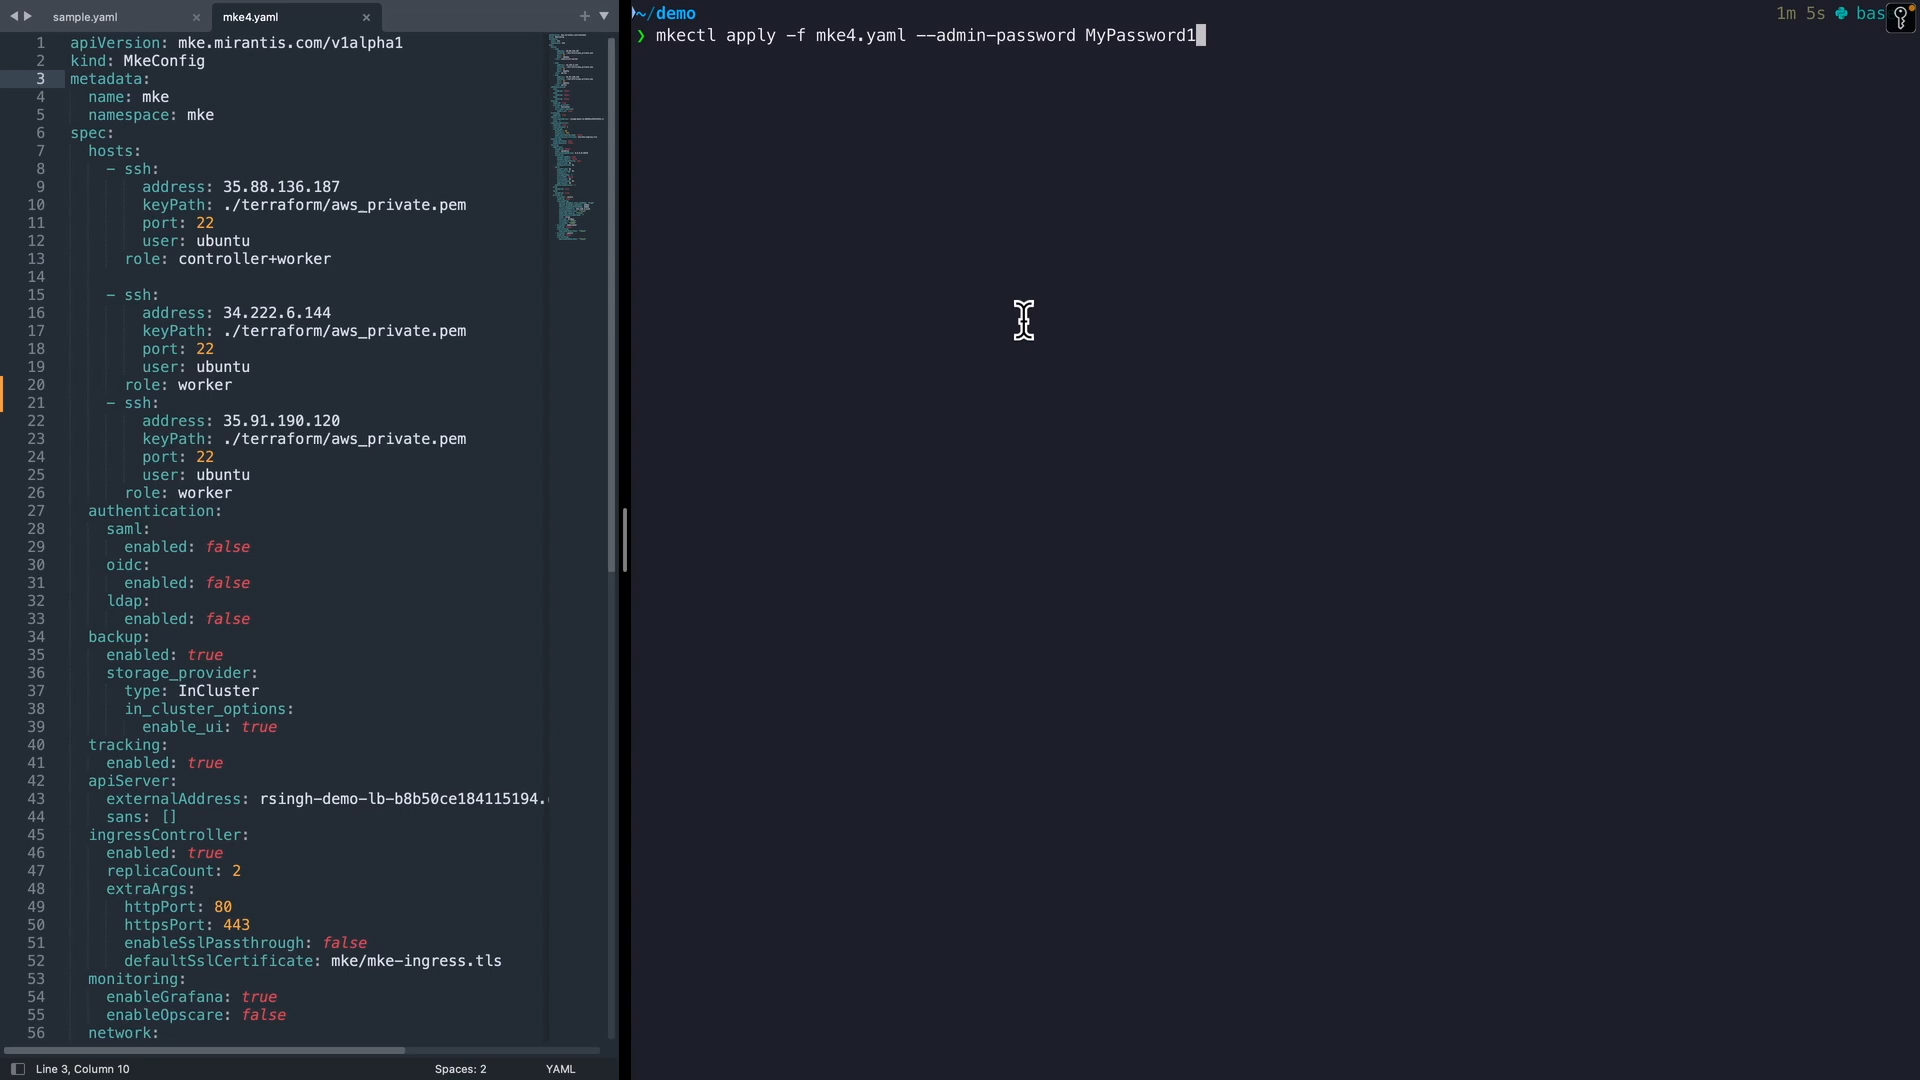 sample.yaml
mke4.yaml
1 apiVersion: mke.mirantis.com/v1alpha1
2 kind: MkeConfig
3 metadata:
4 name: mke
5 namespace: mke
6 spec:
7 hosts:
8 - ssh:
9 address: 35.88.136.187
10 keyPath: ./terraform/aws_private.pem
11 port: 22
12 user: ubuntu
13 role: controller+worker
14
15 - ssh:
16 address: 34.222.6.144
17 keyPath: ./terraform/aws_private.pem
18 port: 22
19 user: ubuntu
20 role: worker
21 - ssh:
22 address: 35.91.190.120
23 keyPath: ./terraform/aws_private.pem
24 port: 22
25 user: ubuntu
26 role: worker
27 authentication:
28 saml:
29 enabled: false
30 oidc:
31 enabled: false
32 ldap:
33 enabled: false
34 backup:
35 enabled: true
36 storage_provider:
37 type: InCluster
38 in_cluster_options:
39 enable_ui: true
40 tracking:
41 enabled: true
42 apiServer:
43 externalAddress: rsingh-demo-lb-b8b50ce184115194.
44 sans: []
45 ingressController:
46 enabled: true
47 replicaCount: 2
48 extraArgs:
49 httpPort: 80
50 httpsPort: 443
51 enableSslPassthrough: false
52 defaultSslCertificate: mke/mke-ingress.tls
53 monitoring:
54 enableGrafana: true
55 enableOpscare: false
56 network:
Line 3, Column 10
Spaces: 2
YAML
~/demo
1m 5s bas
❯ mkectl apply -f mke4.yaml --admin-password MyPassword1